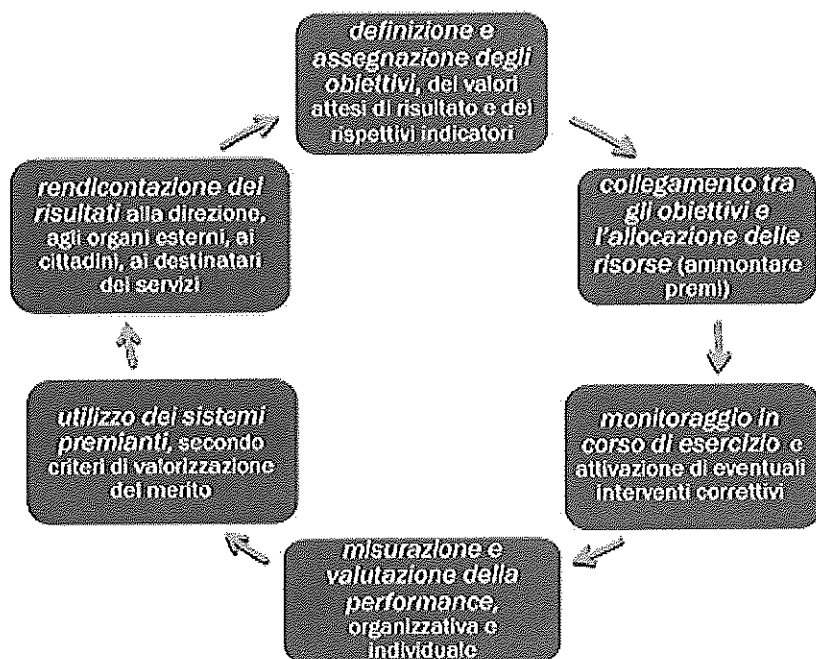 definizione e
assegnazione degli
obiettivi, dei valori
attesi di risultato e dei
rispettivi indicatori
collegamento tra
gli obiettivi e
l'allocazione delle
risorse (ammontare
premi)
monitoraggio in
corso di esercizio e
attivazione di eventuali
interventi correttivi
misurazione e
valutazione della
performance,
organizzativa e
individuale
utilizzo dei sistemi
premianti, secondo
criteri di valorizzazione
del merito
rendicontazione dei
risultati alla direzione,
agli organi esterni, ai
cittadini, ai destinatari
dei servizi